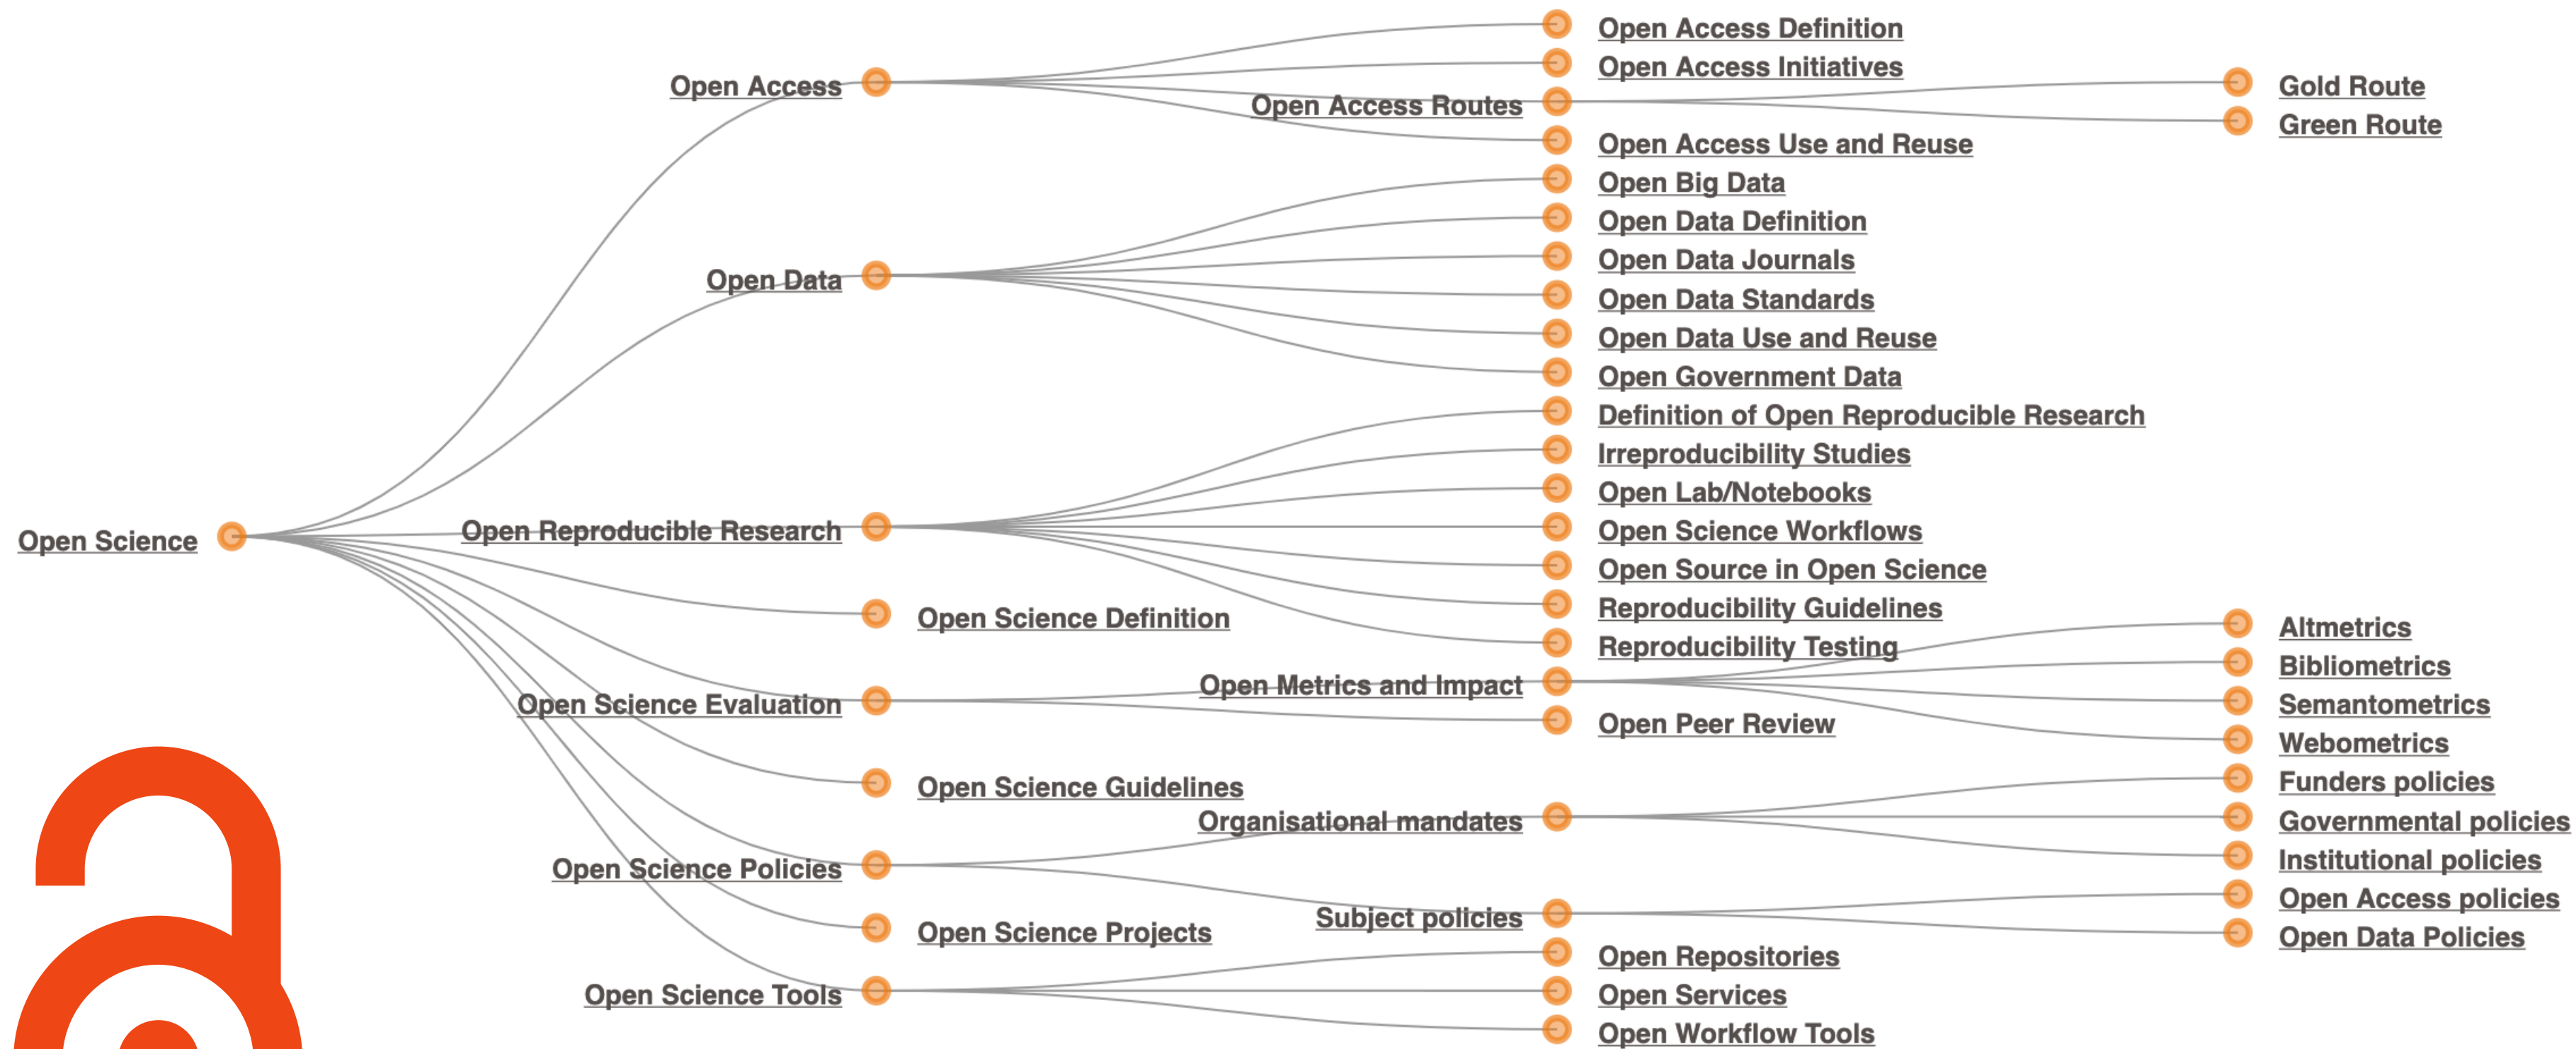 Open Science
Open Access
Open Access Definition
Open Access Initiatives
Open Access Routes
Gold Route
Green Route
Open Access Use and Reuse
Open Data
Open Big Data
Open Data Definition
Open Data Journals
Open Data Standards
Open Data Use and Reuse
Open Government Data
Open Reproducible Research
Definition of Open Reproducible Research
Irreproducibility Studies
Open Lab/Notebooks
Open Science Workflows
Open Source in Open Science
Reproducibility Guidelines
Reproducibility Testing
Open Science Definition
Open Science Evaluation
Open Metrics and Impact
Altmetrics
Bibliometrics
Semantometrics
Webometrics
Open Peer Review
Open Science Guidelines
Open Science Policies
Organisational mandates
Funders policies
Governmental policies
Institutional policies
Subject policies
Open Access policies
Open Data Policies
Open Science Projects
Open Science Tools
Open Repositories
Open Services
Open Workflow Tools